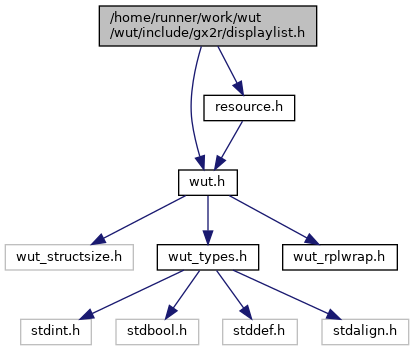 /home/runner/work/wut
/wut/include/gx2r/displaylist.h
resource.h
wut.h
wut_structsize.h
wut_types.h
wut_rplwrap.h
stdint.h
stdbool.h
stddef.h
stdalign.h